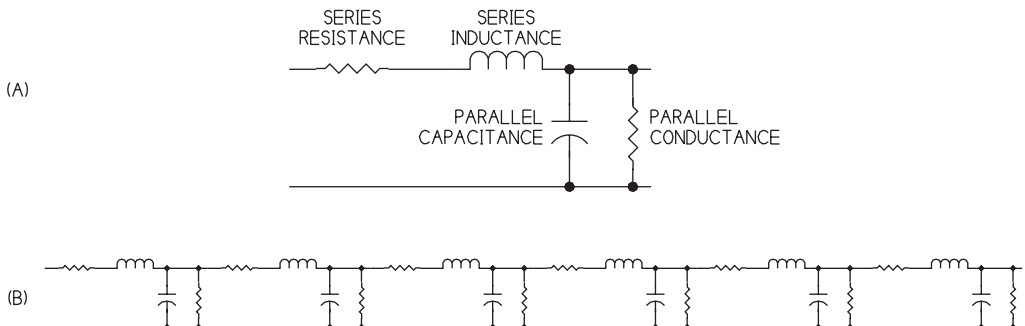 SERIES
RESISTANCE
SERIES
INDUCTANCE
(A)
PARALLEL
CAPACITANCE
PARALLEL
CONDUCTANCE
(B)